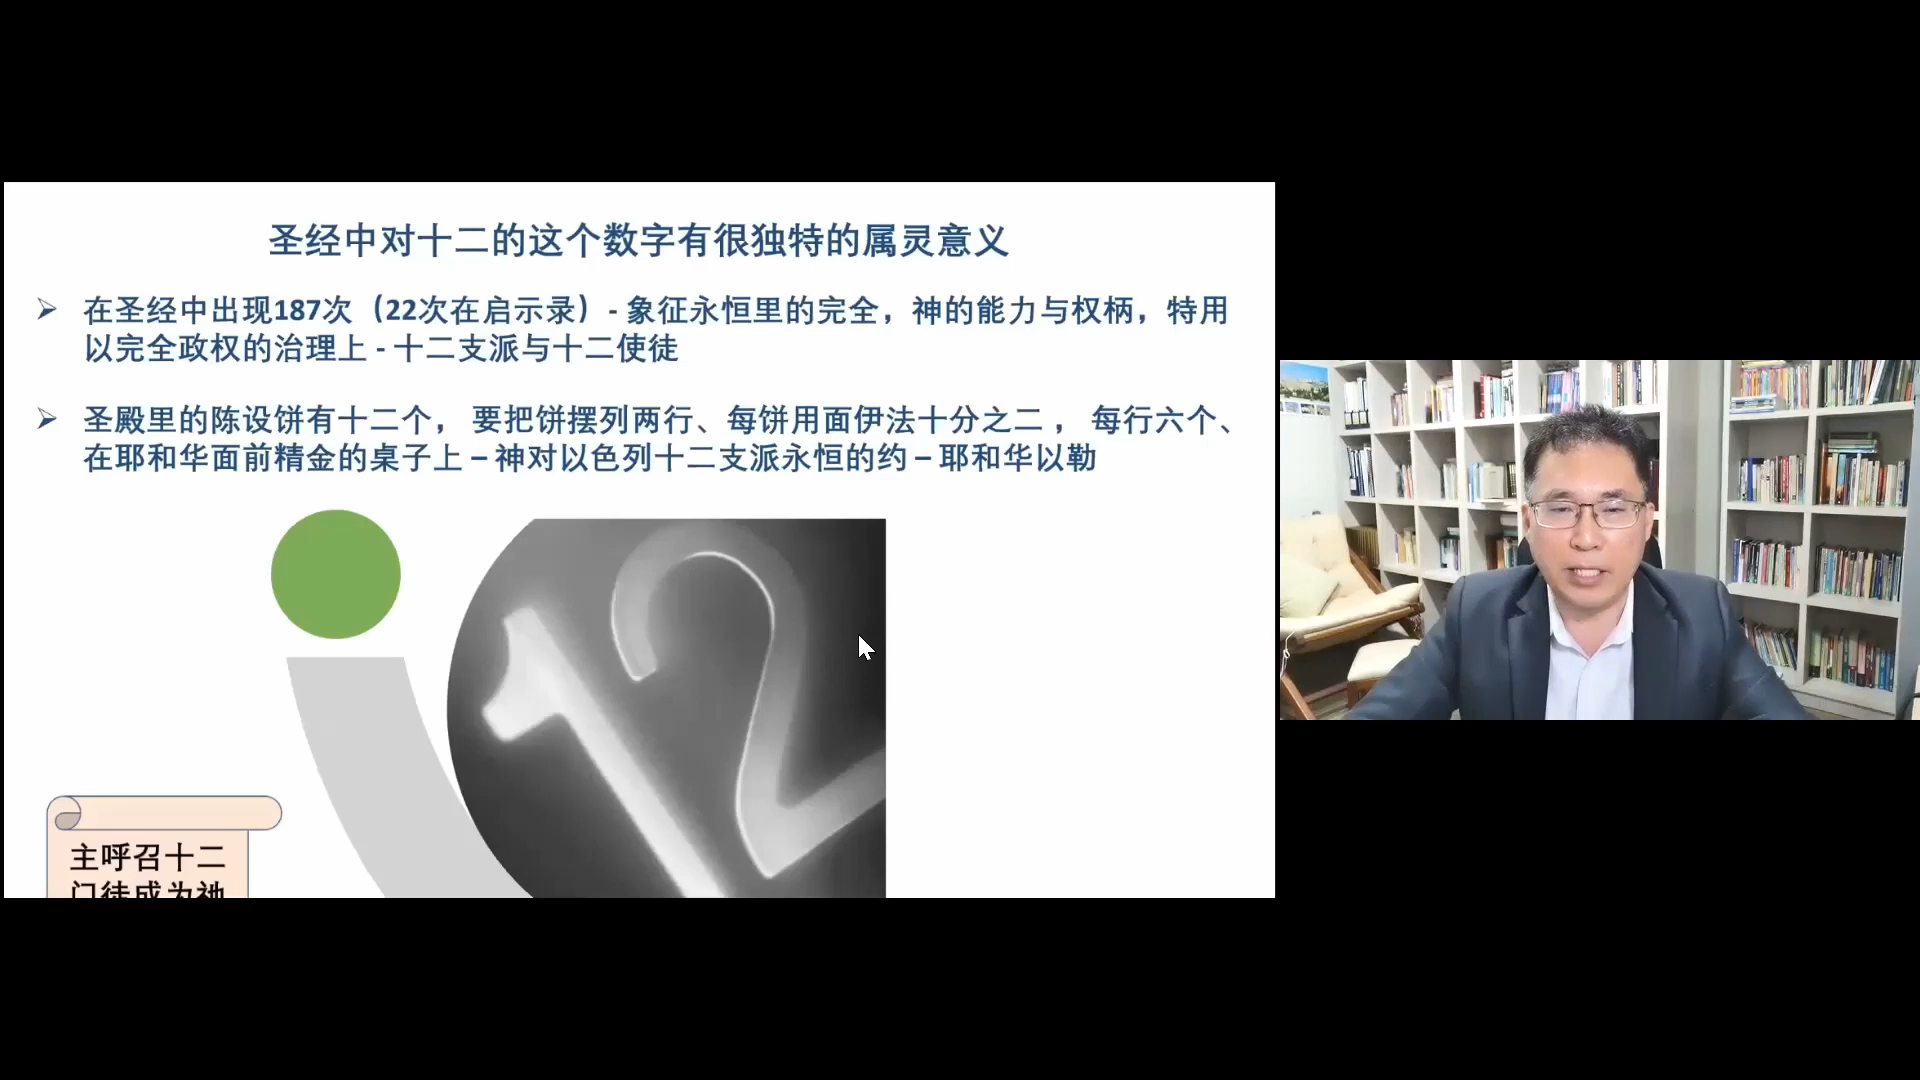 圣经中对十二的这个数字有很独特的属灵意义
➢ 在圣经中出现187次（22次在启示录）- 象征永恒里的完全，神的能力与权柄，特用
以完全政权的治理上 - 十二支派与十二使徒
➢ 圣殿里的陈设饼有十二个， 要把饼摆列两行、每饼用面伊法十分之二 ， 每行六个、
在耶和华面前精金的桌子上 – 神对以色列十二支派永恒的约 – 耶和华以勒
12
主呼召十二
门徒成为祂